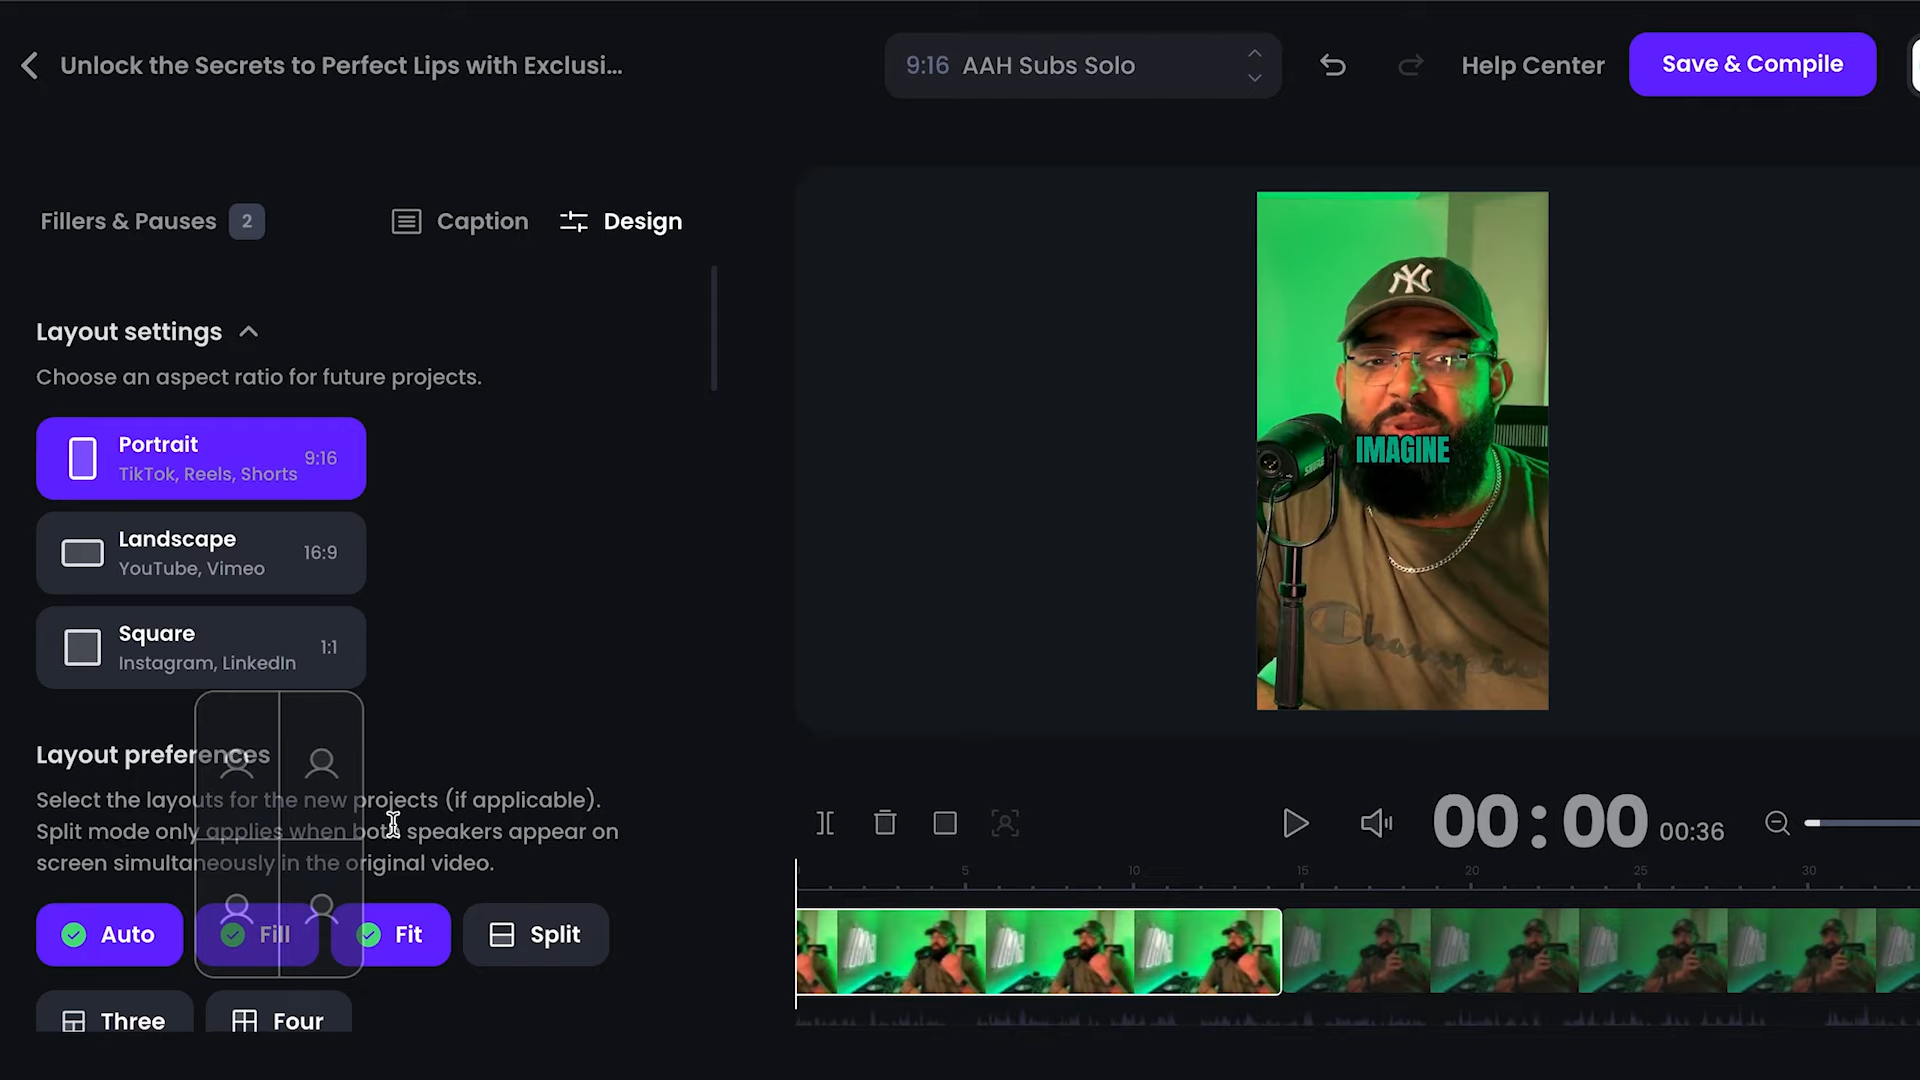 Unlock the Secrets to Perfect Lips with Exclusi...
9:16 AAH Subs Solo
Help Center
Save & Compile
Fillers & Pauses 2
Caption
Design
Layout settings
Choose an aspect ratio for future projects.
Portrait
TikTok, Reels, Shorts
9:16
Landscape
YouTube, Vimeo
16:9
Square
Instagram, LinkedIn
1:1
Layout preferences
Select the layouts for the new projects (if applicable).
Split mode only applies when both speakers appear on
screen simultaneously in the original video.
Auto
Fill
Fit
Split
Three
Four
NY
IMAGINE
SHURE
Champion
00:00
00:36
5
10
15
20
25
30